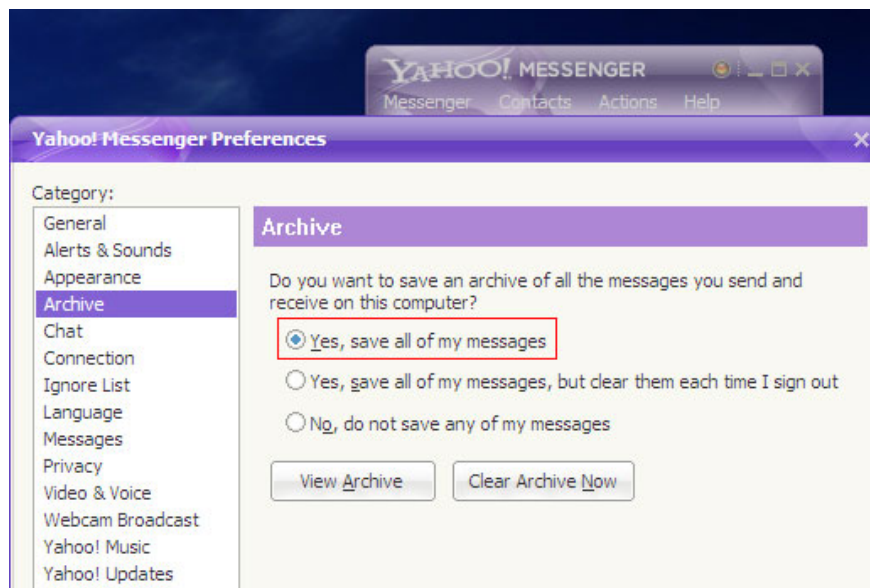 YAHOO! MESSENGER
Messenger Contacts Actions Help
Yahoo! Messenger Preferences
Category:
General
Alerts & Sounds
Appearance
Archive
Chat
Connection
Ignore List
Language
Messages
Privacy
Video & Voice
Webcam Broadcast
Yahoo! Music
Yahoo! Updates
Archive
Do you want to save an archive of all the messages you send and
receive on this computer?
Yes, save all of my messages
Yes, save all of my messages, but clear them each time I sign out
No, do not save any of my messages
View Archive
Clear Archive Now